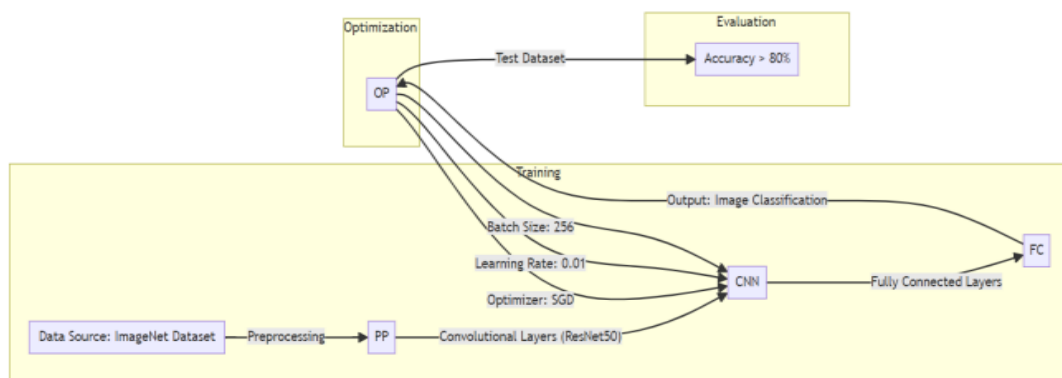 Optimization
Evaluation
Test Dataset
Accuracy > 80%
OP
Training
Output: Image Classification
Batch Size: 256
FC
Learning Rate: 0.01
CNN
Fully Connected Layers
Optimizer: SGD
Data Source: ImageNet Dataset
Preprocessing
PP
Convolutional Layers (ResNet50)